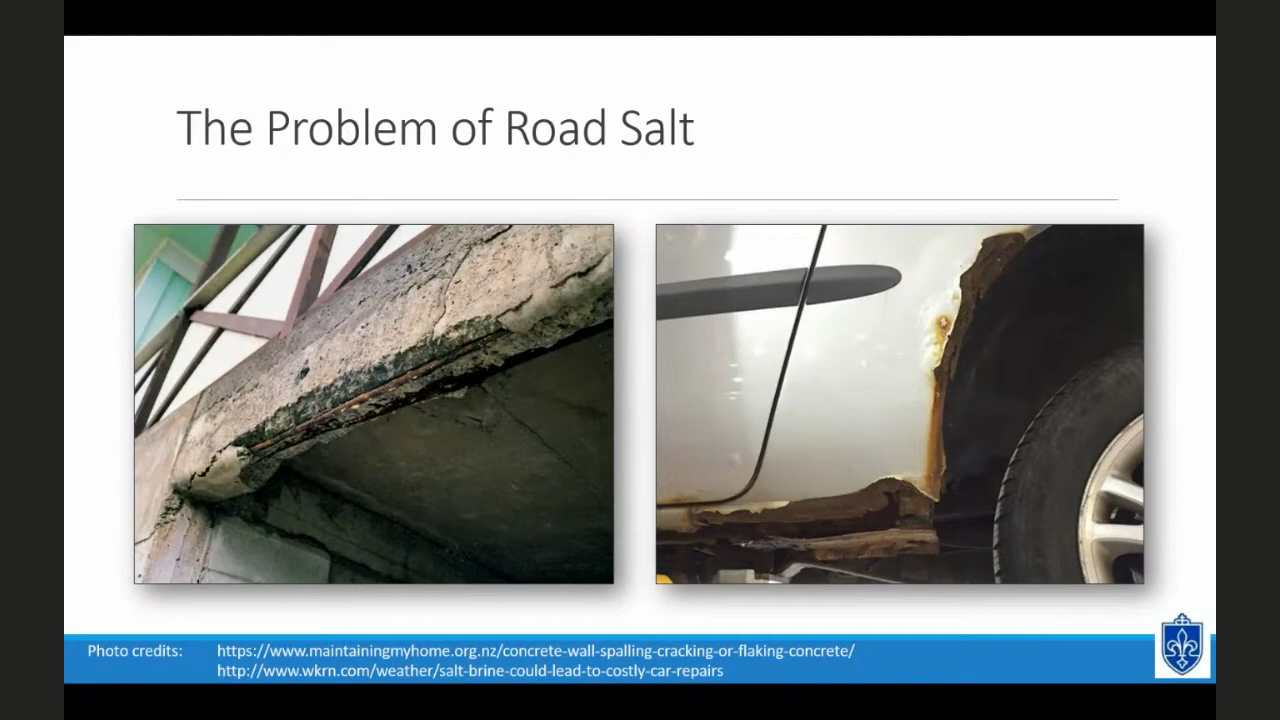 The Problem of Road Salt
Photo credits: https://www.maintainingmyhome.org.nz/concrete-wall-spalling-cracking-or-flaking-concrete/
http://www.wkrn.com/weather/salt-brine-could-lead-to-costly-car-repairs